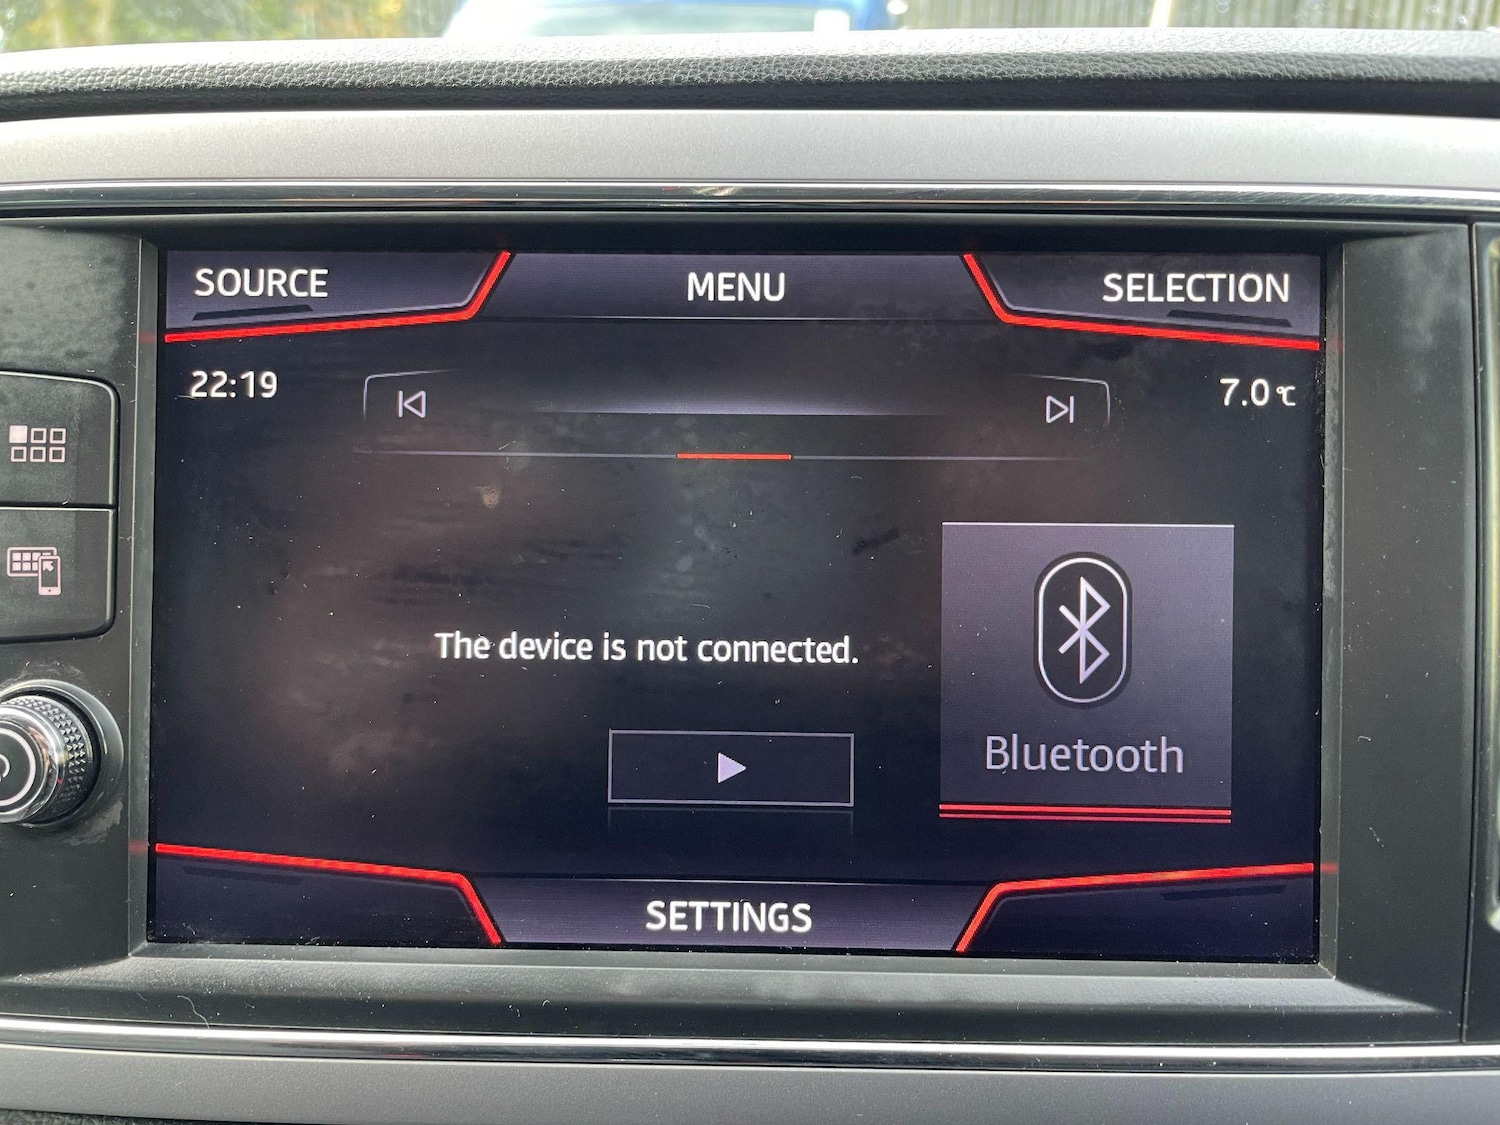 SOURCE
MENU
SELECTION
22:19
7.0 °C
The device is not connected.
Bluetooth
SETTINGS